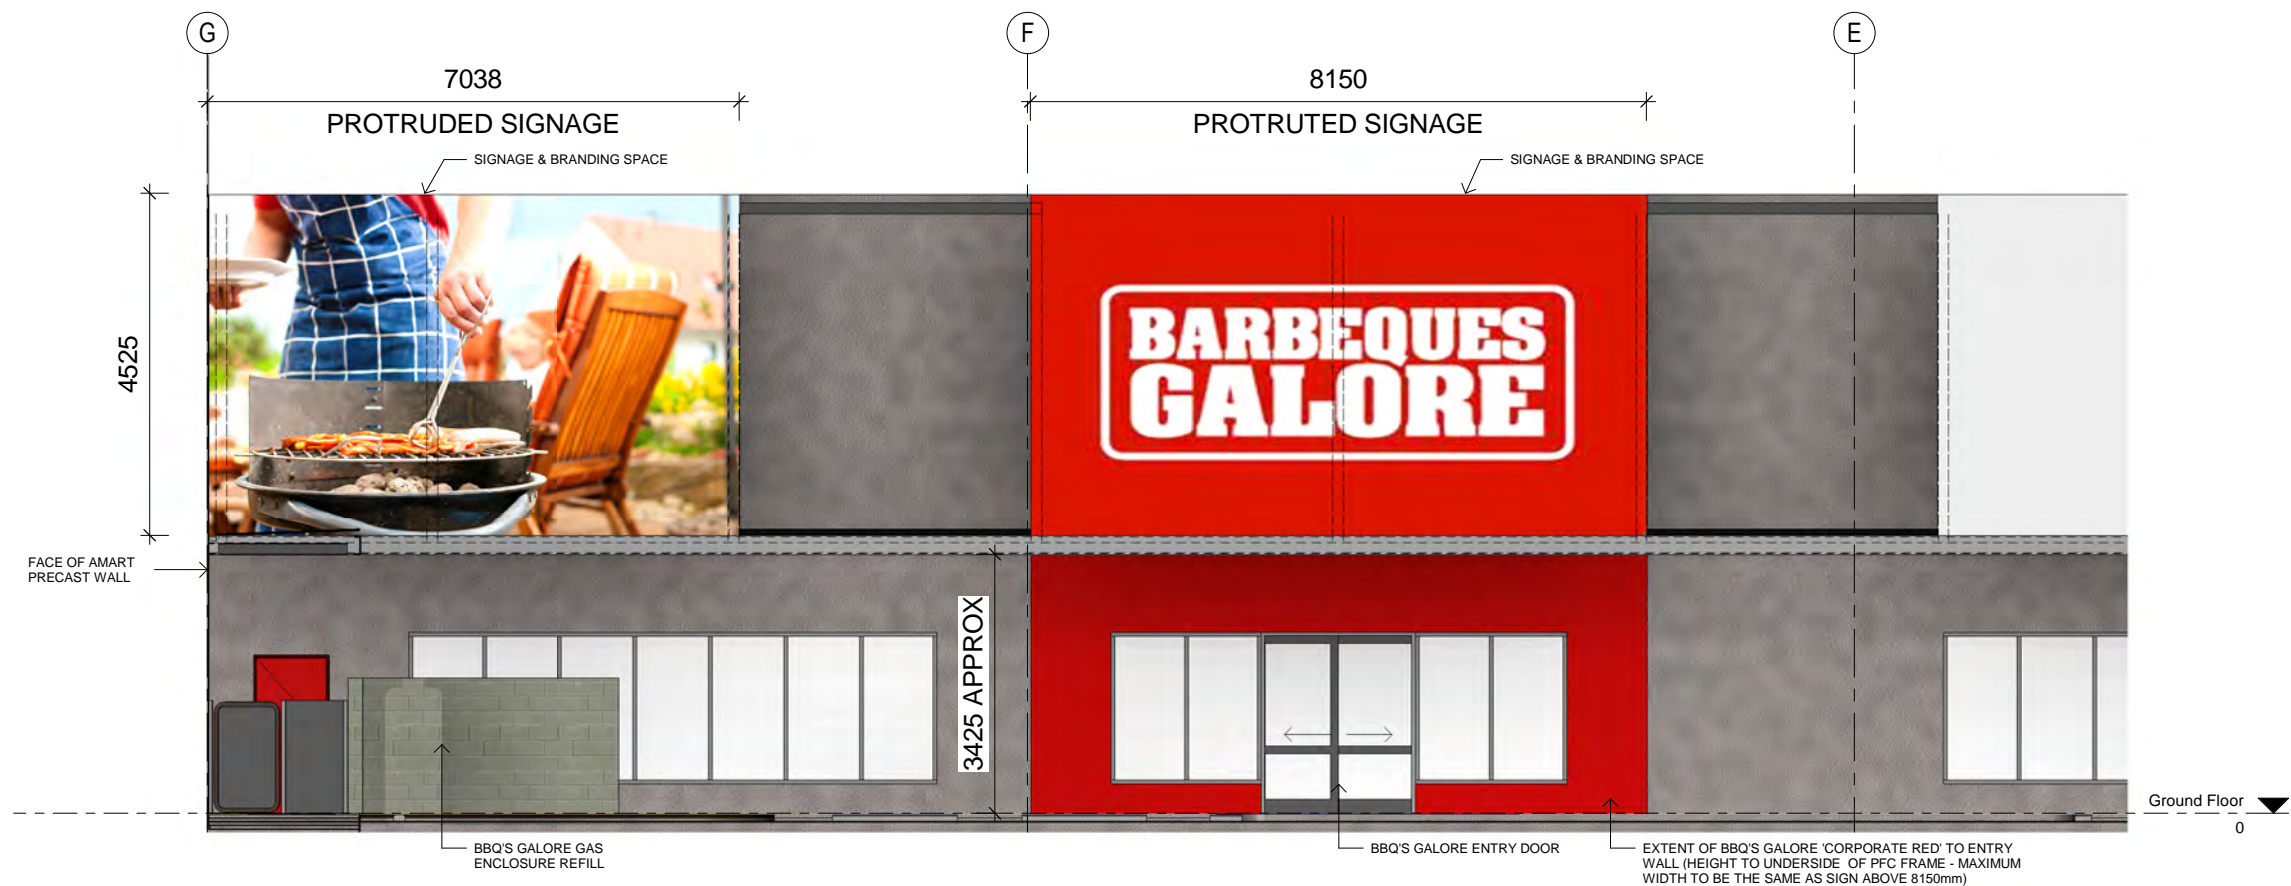 G
F
E
7038
8150
PROTRUDED SIGNAGE
PROTRUTED SIGNAGE
SIGNAGE & BRANDING SPACE
SIGNAGE & BRANDING SPACE
4525
BARBEQUES
GALORE
FACE OF AMART
PRECAST WALL
3425 APPROX
Ground Floor
0
BBQ'S GALORE GAS
ENCLOSURE REFILL
BBQ'S GALORE ENTRY DOOR
EXTENT OF BBQ'S GALORE 'CORPORATE RED' TO ENTRY
WALL (HEIGHT TO UNDERSIDE OF PFC FRAME - MAXIMUM
WIDTH TO BE THE SAME AS SIGN ABOVE 8150mm)